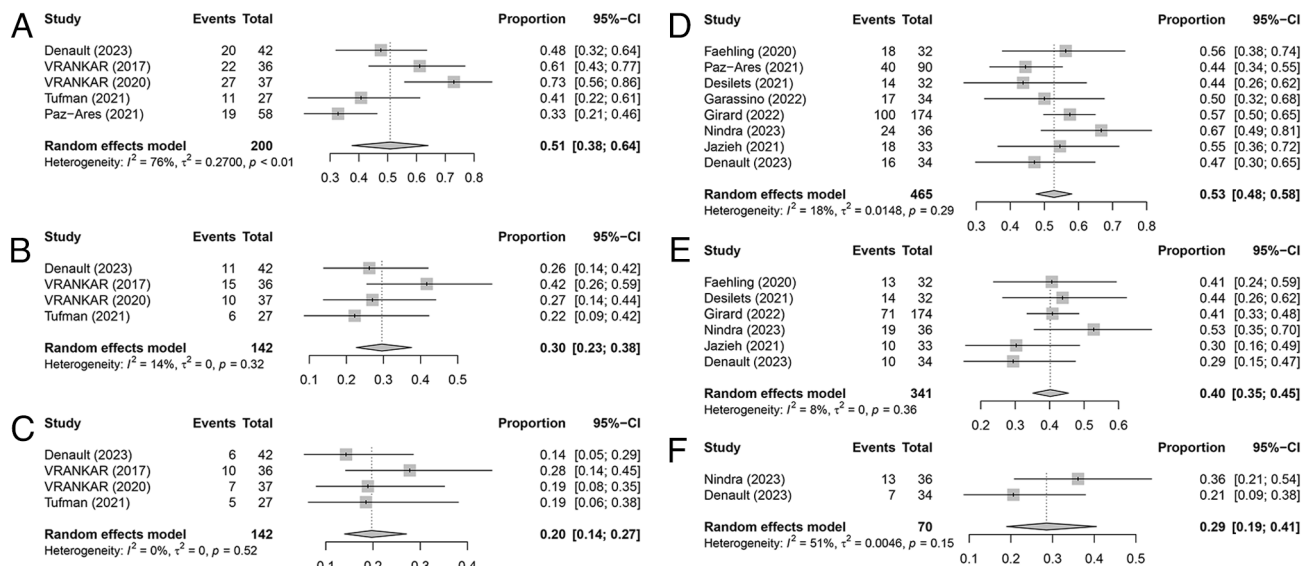 A
Study Events Total Proportion 95%−CI
Denault (2023) 20 42 0.48 [0.32; 0.64]
VRANKAR (2017) 22 36 0.61 [0.43; 0.77]
VRANKAR (2020) 27 37 0.73 [0.56; 0.86]
Tufman (2021) 11 27 0.41 [0.22; 0.61]
Paz−Ares (2021) 19 58 0.33 [0.21; 0.46]
Random effects model 200 0.51 [0.38; 0.64]
Heterogeneity: I² = 76%, τ² = 0.2700, p < 0.01
0.3 0.4 0.5 0.6 0.7 0.8
B
Study Events Total Proportion 95%−CI
Denault (2023) 11 42 0.26 [0.14; 0.42]
VRANKAR (2017) 15 36 0.42 [0.26; 0.59]
VRANKAR (2020) 10 37 0.27 [0.14; 0.44]
Tufman (2021) 6 27 0.22 [0.09; 0.42]
Random effects model 142 0.30 [0.23; 0.38]
Heterogeneity: I² = 14%, τ² = 0, p = 0.32
0.1 0.2 0.3 0.4 0.5
C
Study Events Total Proportion 95%−CI
Denault (2023) 6 42 0.14 [0.05; 0.29]
VRANKAR (2017) 10 36 0.28 [0.14; 0.45]
VRANKAR (2020) 7 37 0.19 [0.08; 0.35]
Tufman (2021) 5 27 0.19 [0.06; 0.38]
Random effects model 142 0.20 [0.14; 0.27]
Heterogeneity: I² = 0%, τ² = 0, p = 0.52
0.1 0.2 0.3 0.4
D
Study Events Total Proportion 95%−CI
Faehling (2020) 18 32 0.56 [0.38; 0.74]
Paz−Ares (2021) 40 90 0.44 [0.34; 0.55]
Desilets (2021) 14 32 0.44 [0.26; 0.62]
Garassino (2022) 17 34 0.50 [0.32; 0.68]
Girard (2022) 100 174 0.57 [0.50; 0.65]
Nindra (2023) 24 36 0.67 [0.49; 0.81]
Jazieh (2021) 18 33 0.55 [0.36; 0.72]
Denault (2023) 16 34 0.47 [0.30; 0.65]
Random effects model 465 0.53 [0.48; 0.58]
Heterogeneity: I² = 18%, τ² = 0.0148, p = 0.29
0.3 0.4 0.5 0.6 0.7 0.8
E
Study Events Total Proportion 95%−CI
Faehling (2020) 13 32 0.41 [0.24; 0.59]
Desilets (2021) 14 32 0.44 [0.26; 0.62]
Girard (2022) 71 174 0.41 [0.33; 0.48]
Nindra (2023) 19 36 0.53 [0.35; 0.70]
Jazieh (2021) 10 33 0.30 [0.16; 0.49]
Denault (2023) 10 34 0.29 [0.15; 0.47]
Random effects model 341 0.40 [0.35; 0.45]
Heterogeneity: I² = 8%, τ² = 0, p = 0.36
0.2 0.3 0.4 0.5 0.6
F
Study Events Total Proportion 95%−CI
Nindra (2023) 13 36 0.36 [0.21; 0.54]
Denault (2023) 7 34 0.21 [0.09; 0.38]
Random effects model 70 0.29 [0.19; 0.41]
Heterogeneity: I² = 51%, τ² = 0.0046, p = 0.15
0.1 0.2 0.3 0.4 0.5